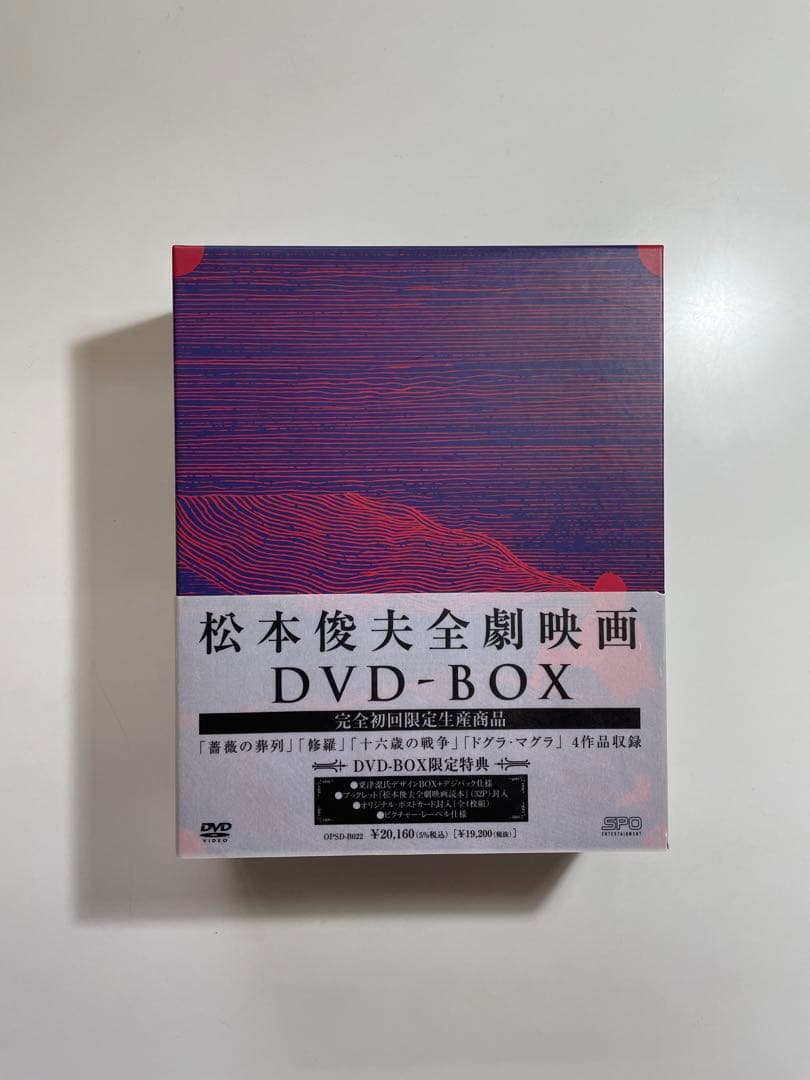 松本俊夫全劇映画
DVD-BOX
完全初回限定生産商品
「薔薇の葬列」「修羅」「十六歳の戦争」「ドグラ・マグラ」 4作品収録
DVD-BOX限定特典
●粟津潔氏デザインBOX+デジパック仕様
●ブックレット「松本俊夫全劇映画読本」(32P)封入
●オリジナル・ポストカード封入(全4枚組)
●ピクチャー・レーベル仕様
DVD VIDEO
OPSD-B022 ¥20,160(5%税込) [¥19,200(税抜)]
SPO ENTERTAINMENT